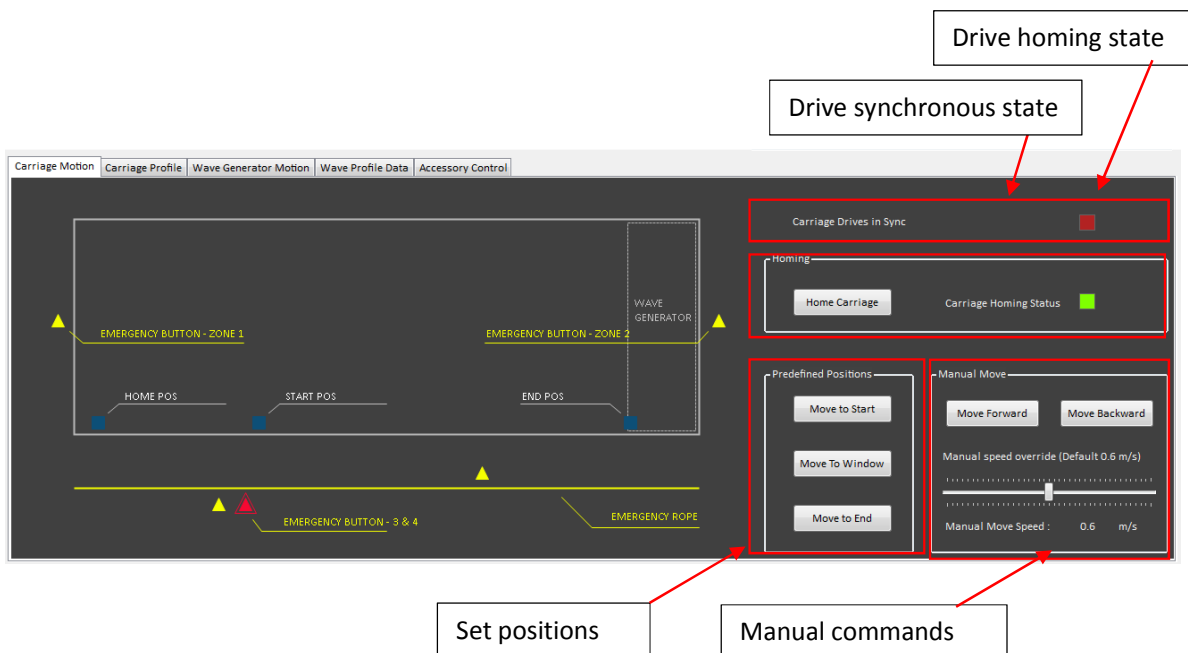 Drive homing state
Drive synchronous state
Carriage Motion
Carriage Profile
Wave Generator Motion
Wave Profile Data
Accessory Control
Carriage Drives in Sync
Homing
Home Carriage
Carriage Homing Status
WAVE
GENERATOR
EMERGENCY BUTTON - ZONE 1
EMERGENCY BUTTON - ZONE 2
HOME POS
START POS
END POS
EMERGENCY BUTTON - 3 & 4
EMERGENCY ROPE
Predefined Positions
Move to Start
Move To Window
Move to End
Manual Move
Move Forward
Move Backward
Manual speed override (Default 0.6 m/s)
Manual Move Speed : 0.6 m/s
Set positions
Manual commands